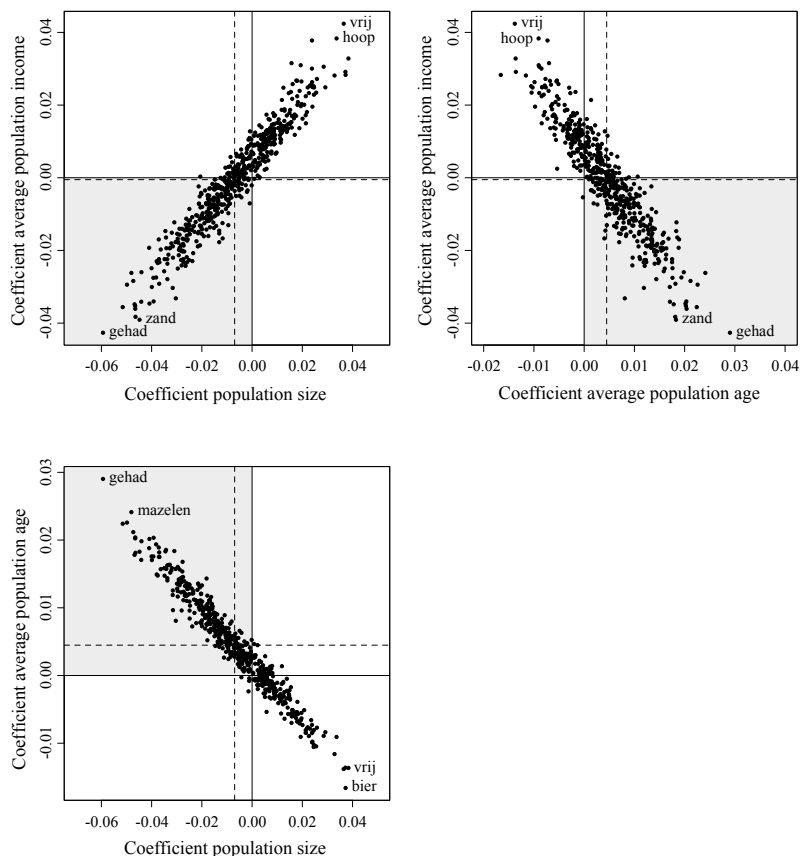 vrij
hoop
zand
gehad
0.04
0.02
0.00
-0.02
-0.04
Coefficient average population income
-0.06 -0.04 -0.02 0.00 0.02 0.04
Coefficient population size
vrij
hoop
zand
gehad
0.04
0.02
0.00
-0.02
-0.04
Coefficient average population income
-0.02 -0.01 0.00 0.01 0.02 0.03 0.04
Coefficient average population age
gehad
mazelen
vrij
bier
0.03
0.02
0.01
0.00
-0.01
Coefficient average population age
-0.06 -0.04 -0.02 0.00 0.02 0.04
Coefficient population size